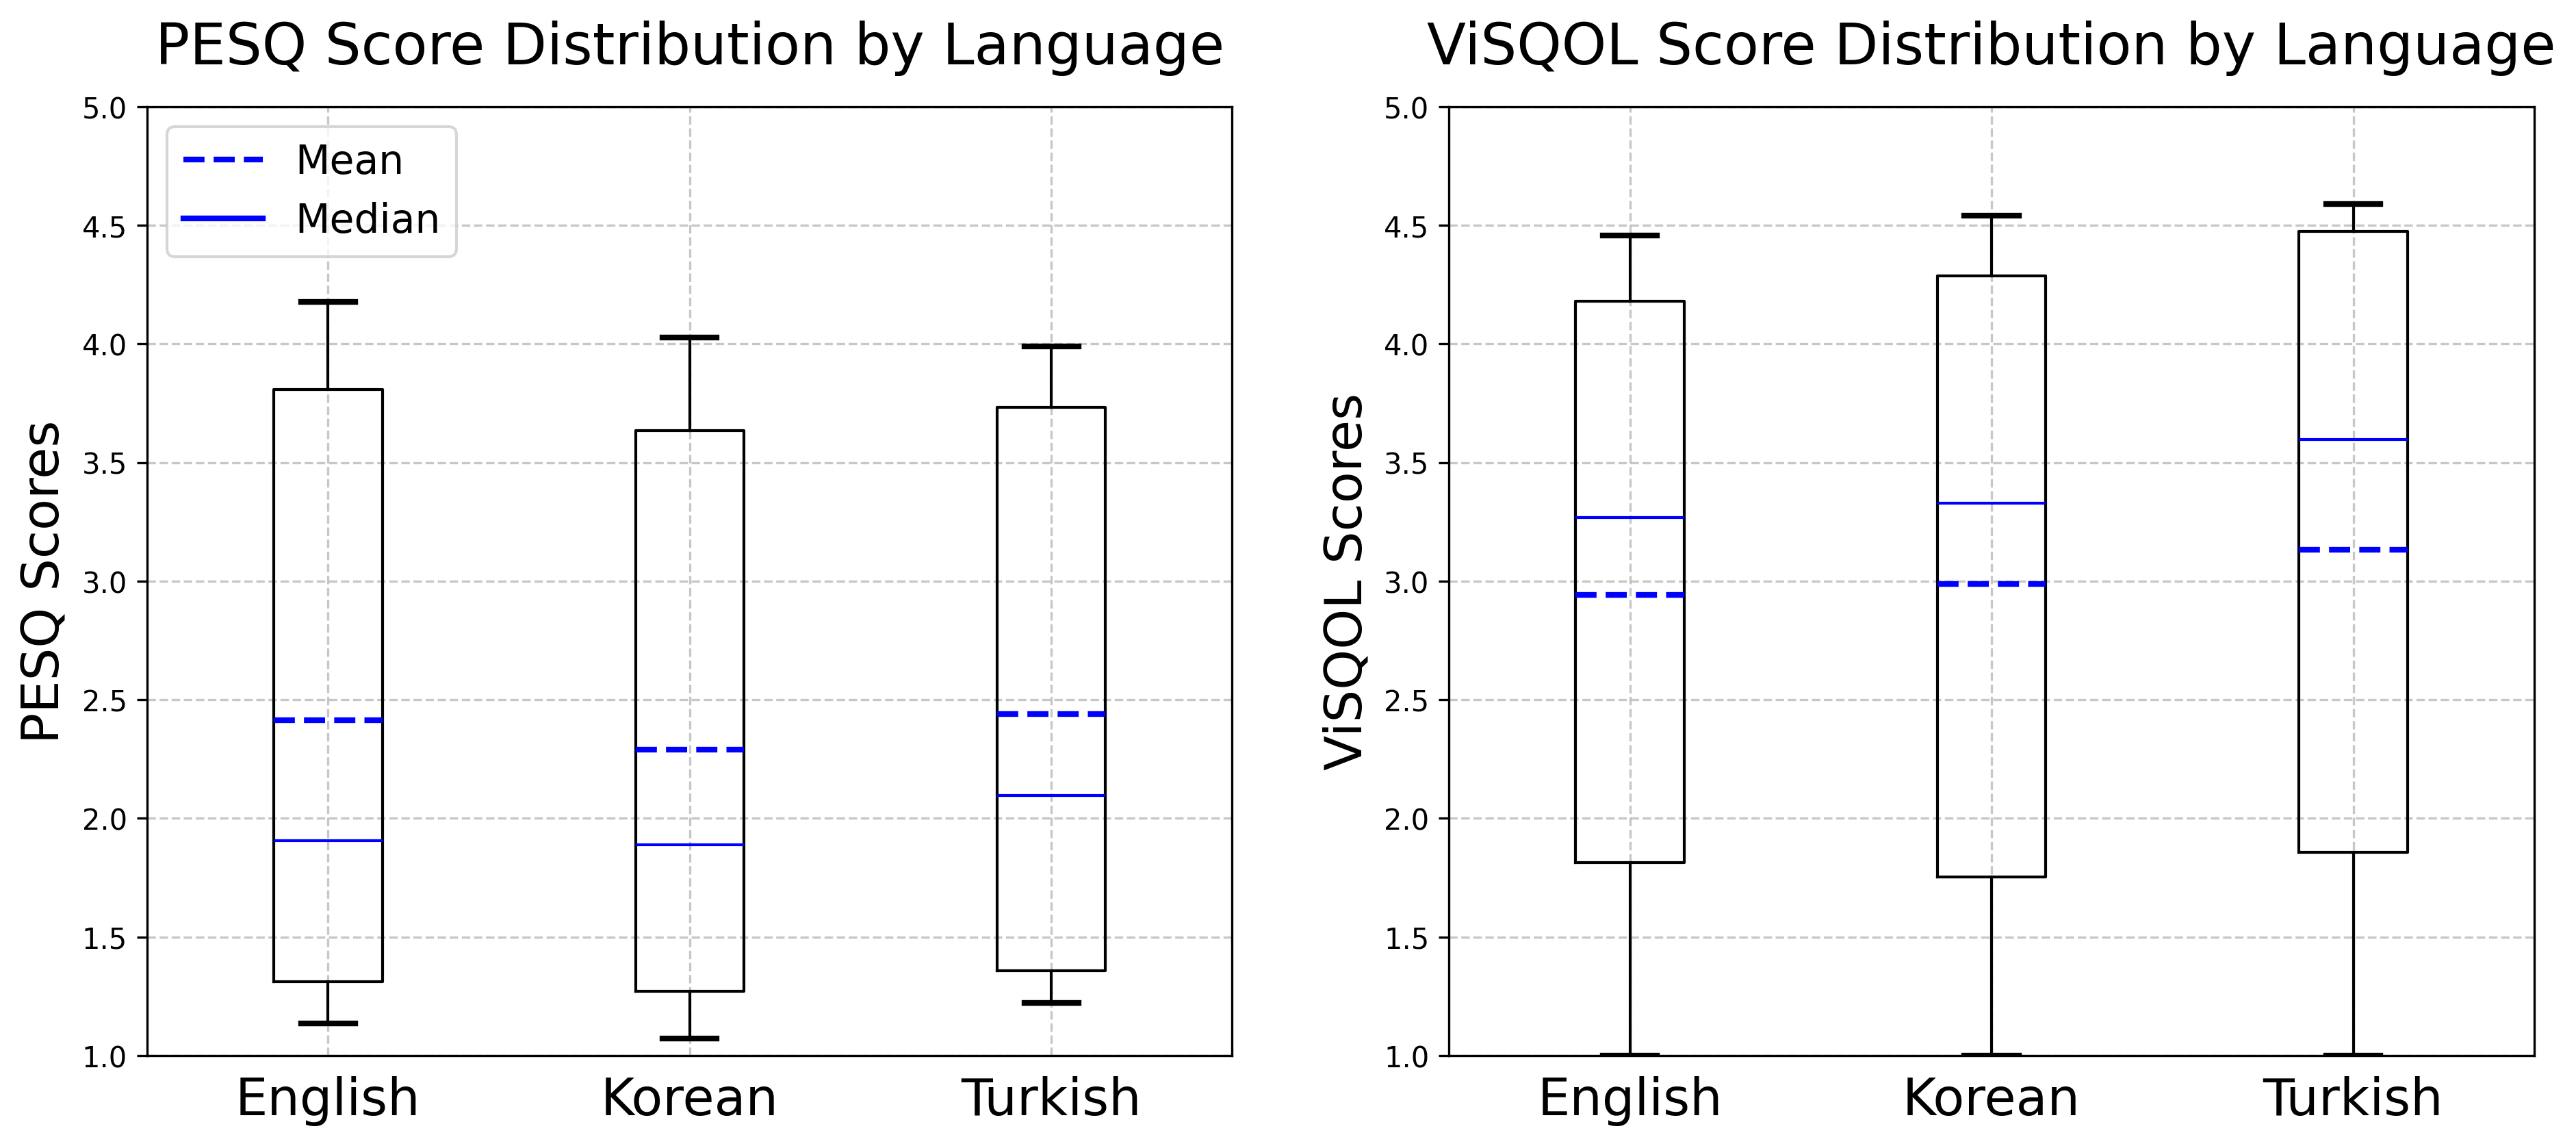 PESQ Score Distribution by Language
5.0
4.5
4.0
3.5
3.0
2.5
2.0
1.5
1.0
PESQ Scores
Mean
Median
English
Korean
Turkish
ViSQOL Score Distribution by Language
5.0
4.5
4.0
3.5
3.0
2.5
2.0
1.5
1.0
ViSQOL Scores
English
Korean
Turkish